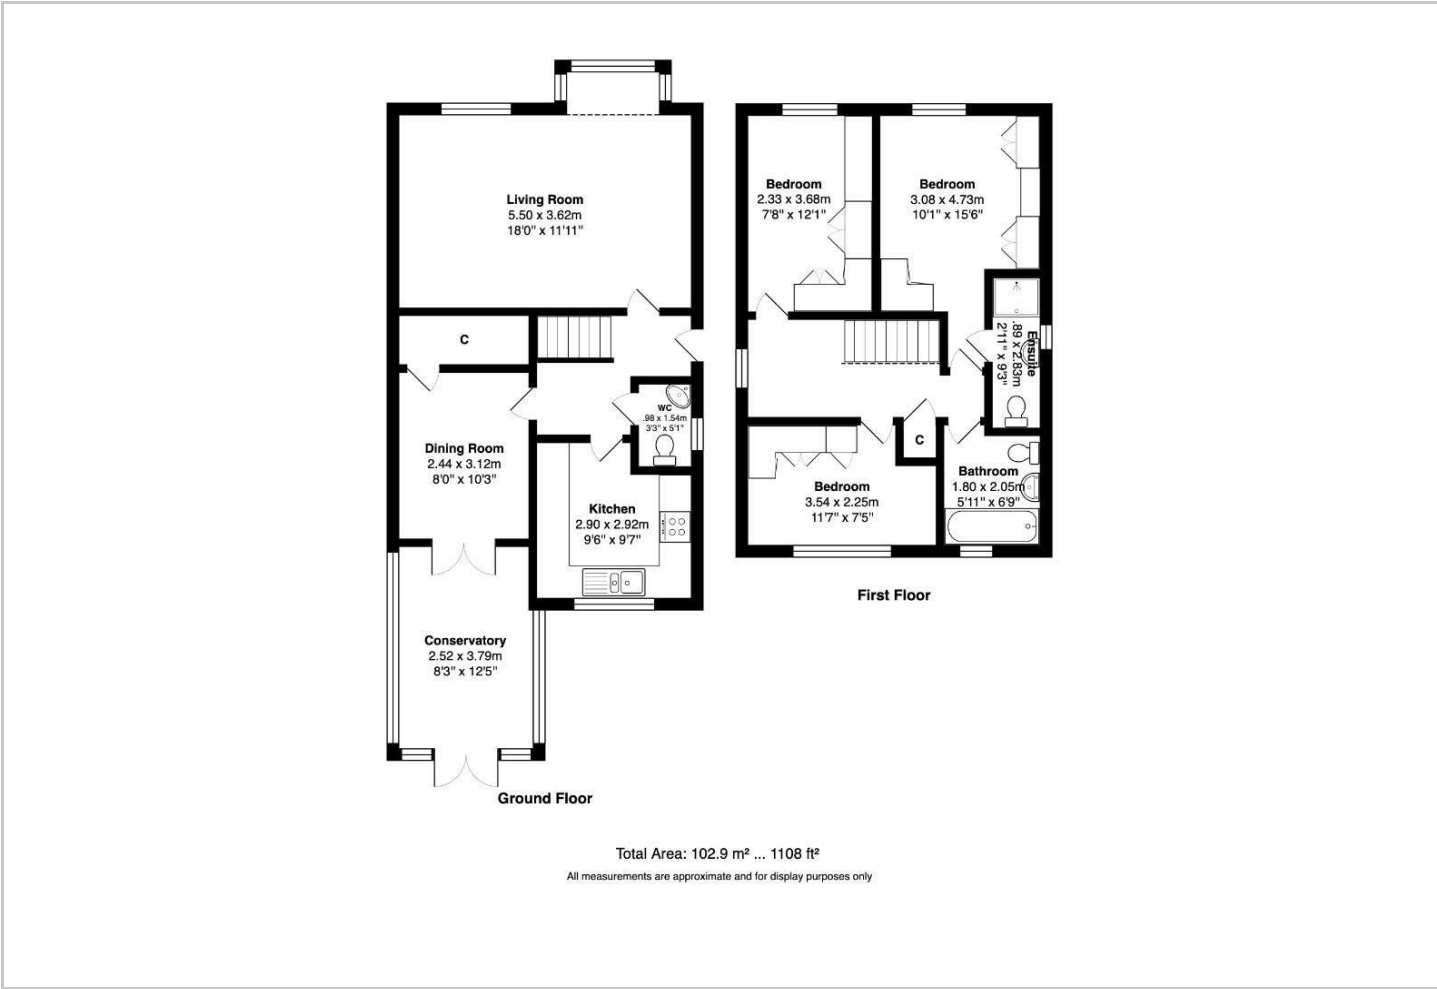 Living Room
5.50 x 3.62m
18'0" x 11'11"
C
WC
.98 x 1.54m
3'3" x 5'1"
Dining Room
2.44 x 3.12m
8'0" x 10'3"
Kitchen
2.90 x 2.92m
9'6" x 9'7"
Conservatory
2.52 x 3.79m
8'3" x 12'5"
Ground Floor
Bedroom
2.33 x 3.68m
7'8" x 12'1"
Bedroom
3.08 x 4.73m
10'1" x 15'6"
Ensuite
.89 x 2.83m
2'11" x 9'3"
C
Bathroom
1.80 x 2.05m
5'11" x 6'9"
Bedroom
3.54 x 2.25m
11'7" x 7'5"
First Floor
Total Area: 102.9 m² ... 1108 ft²
All measurements are approximate and for display purposes only